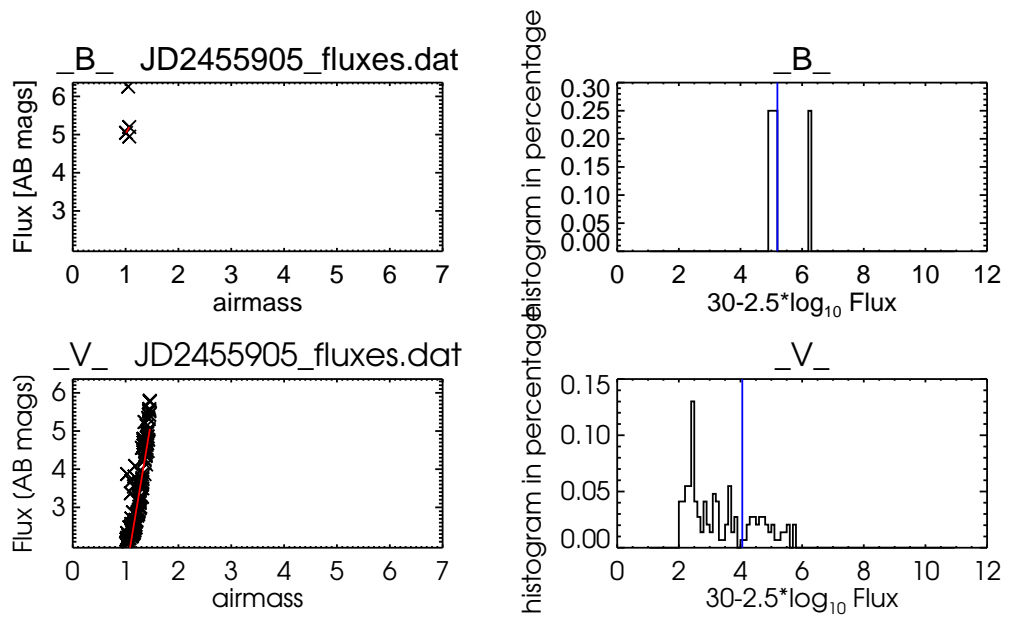 _B_ JD2455905_fluxes.dat
Flux [AB mags]
6
5
4
3
0 1 2 3 4 5 6 7
airmass
_B_
histogram in percentage
0.30
0.25
0.20
0.15
0.10
0.05
0.00
0 2 4 6 8 10 12
30-2.5*log10 Flux
_V_ JD2455905_fluxes.dat
Flux (AB mags)
6
5
4
3
0 1 2 3 4 5 6 7
airmass
_V_
histogram in percentage
0.15
0.10
0.05
0.00
0 2 4 6 8 10 12
30-2.5*log10 Flux